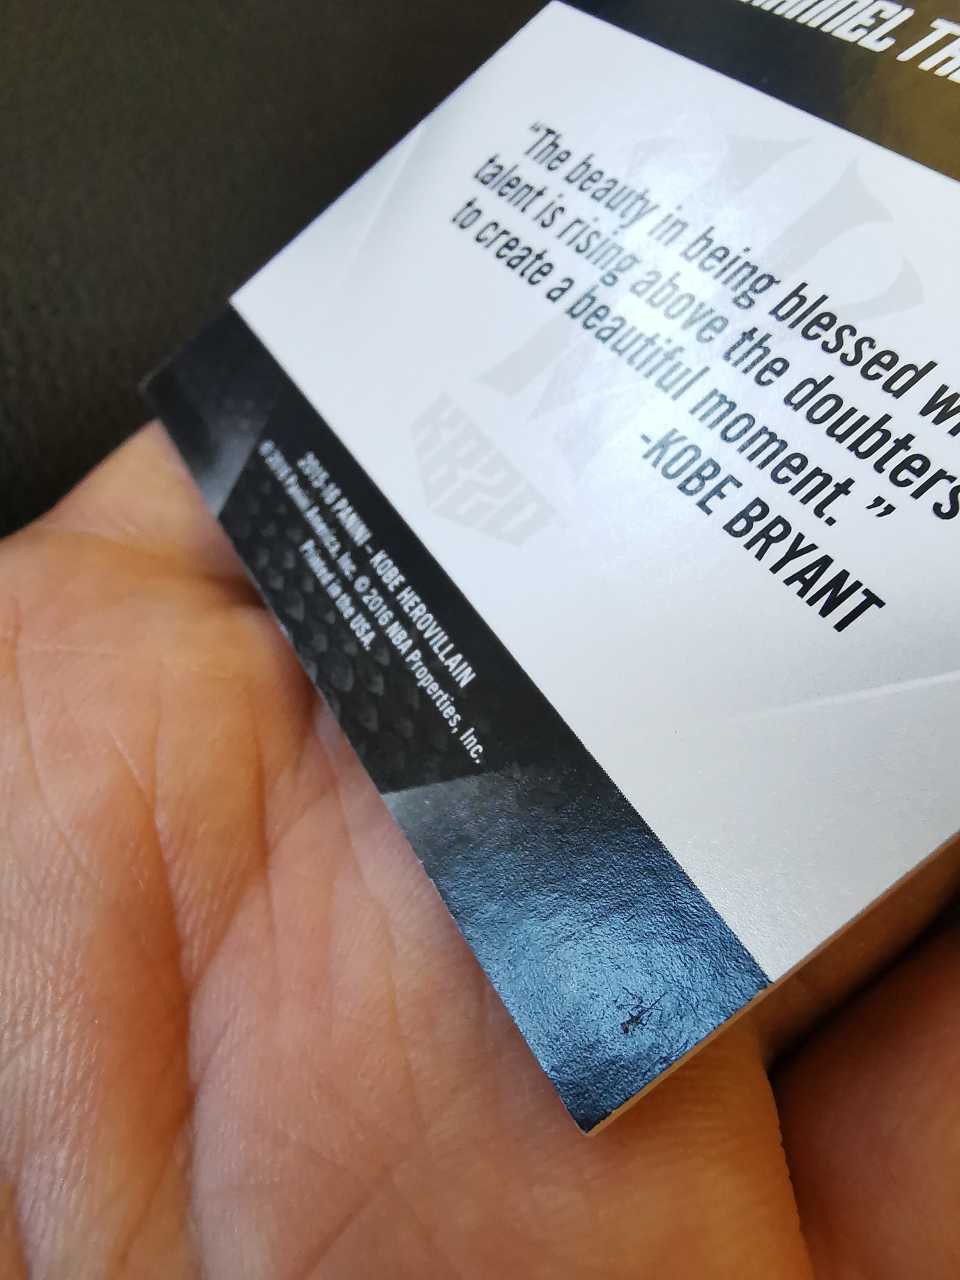 “The beauty in being blessed
talent is rising above the doubters
to create a beautiful moment.”
-KOBE BRYANT
2015-16 PANINI - KOBE HEROVILLAIN
© 2016 Panini America, Inc. © 2016 NBA Properties, Inc.
Printed in the USA.